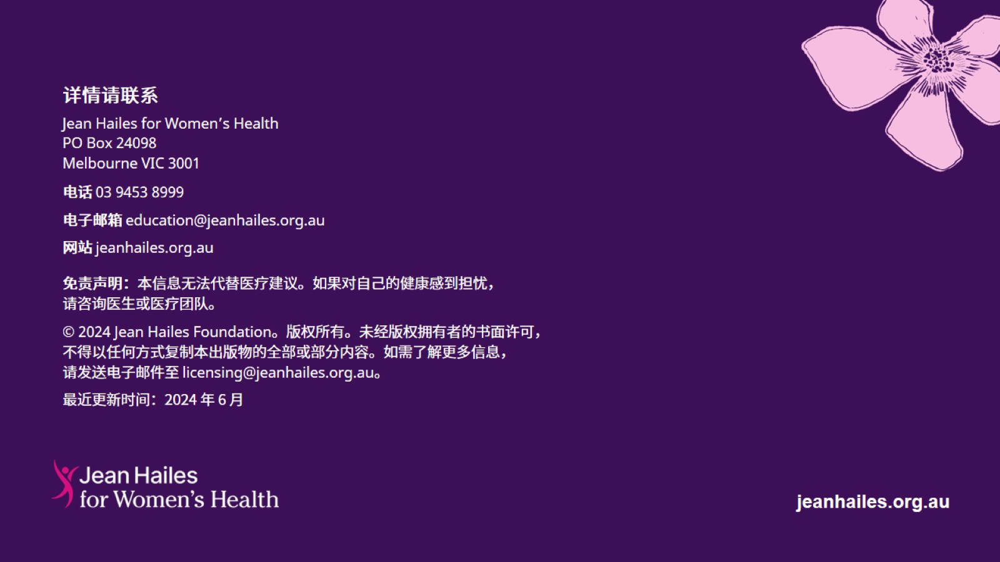 详情请联系
Jean Hailes for Women’s Health
PO Box 24098
Melbourne VIC 3001
电话 03 9453 8999
电子邮箱 education@jeanhailes.org.au
网站 jeanhailes.org.au
免责声明：本信息无法代替医疗建议。如果对自己的健康感到担忧，
请咨询医生或医疗团队。
© 2024 Jean Hailes Foundation。版权所有。未经版权拥有者的书面许可，
不得以任何方式复制本出版物的全部或部分内容。如需了解更多信息，
请发送电子邮件至 licensing@jeanhailes.org.au。
最近更新时间：2024 年 6 月
Jean Hailes
for Women’s Health
jeanhailes.org.au